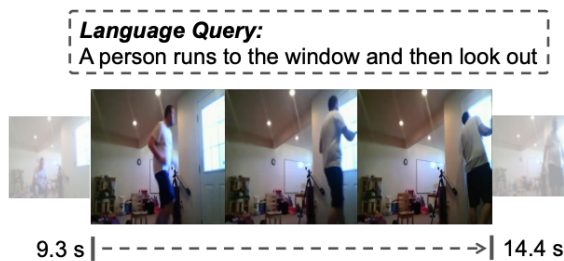 Language Query:
A person runs to the window and then look out
9.3 s
14.4 s